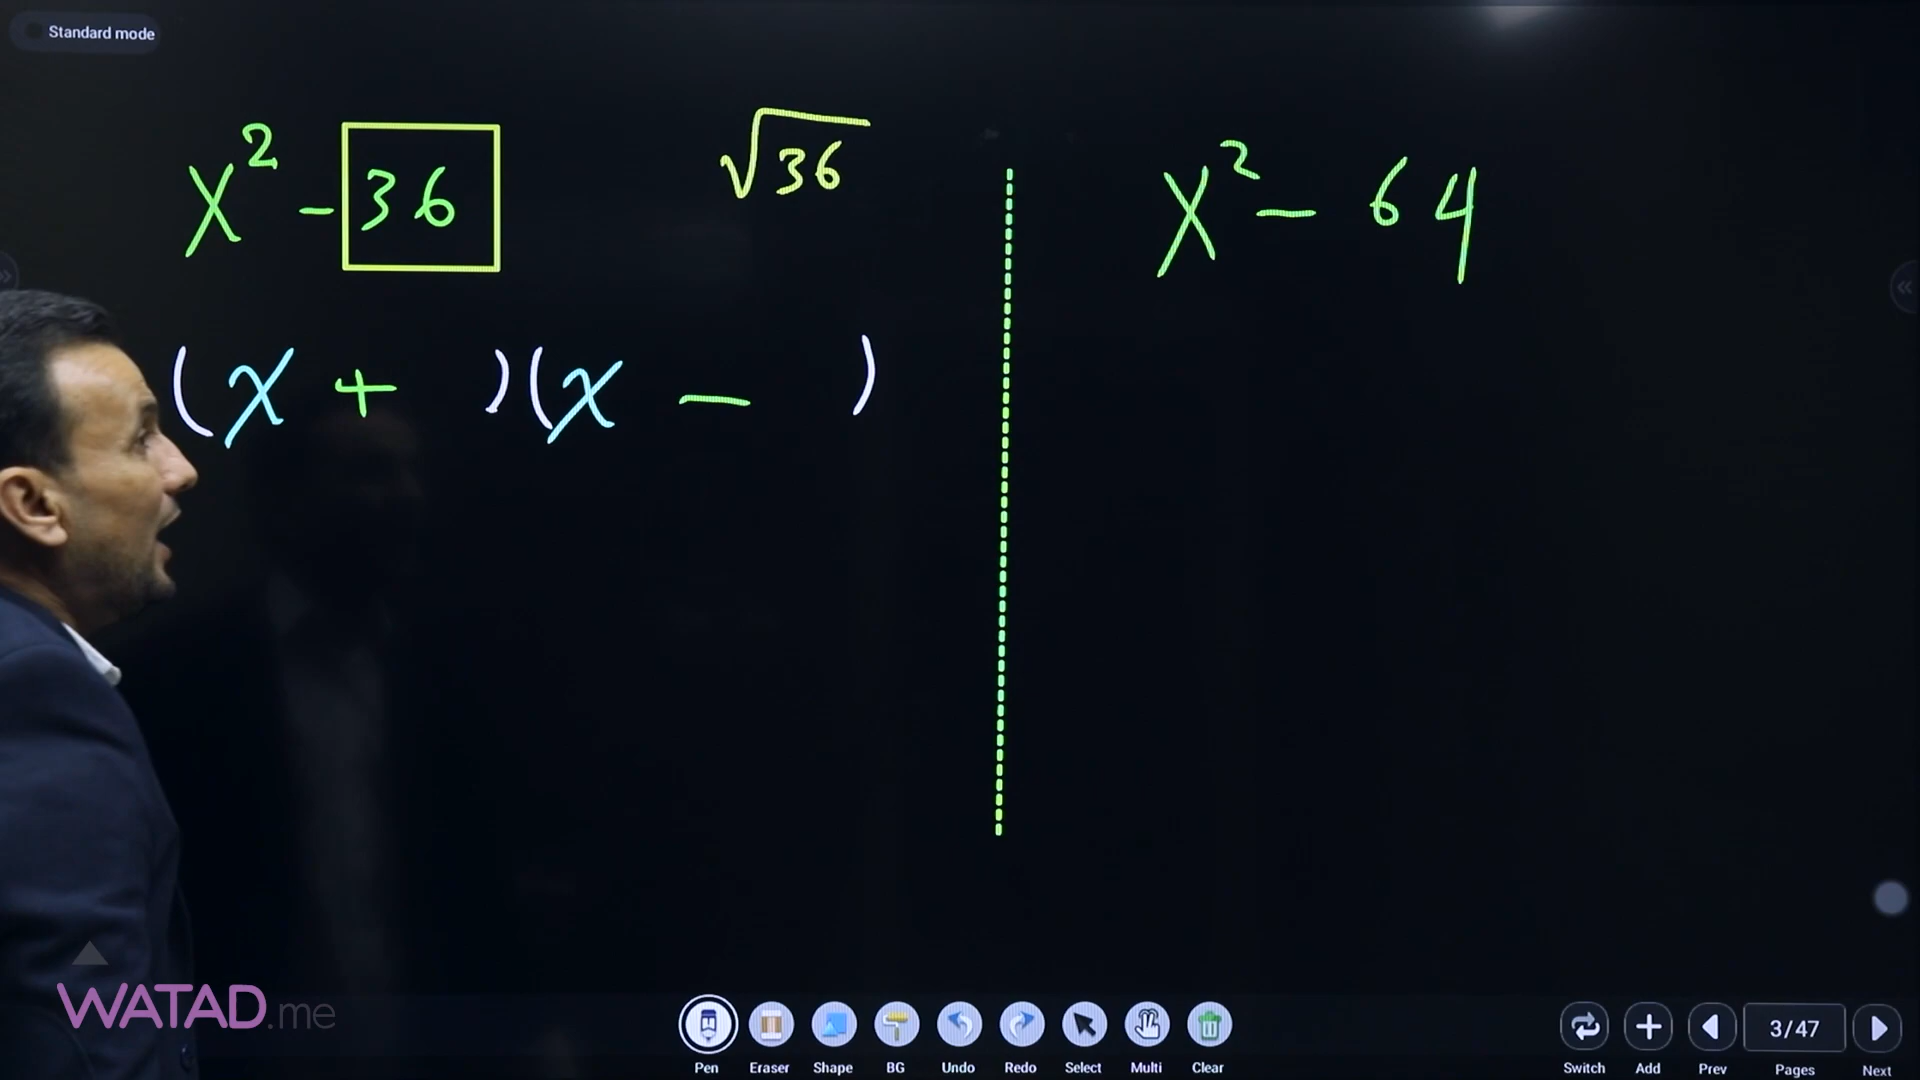 Standard mode
x² - 36
√36
(x + )(x - )
x² - 64
WATAD.me
Pen Eraser Shape BG Undo Redo Select Multi Clear
Switch Add Prev 3/47 Pages Next